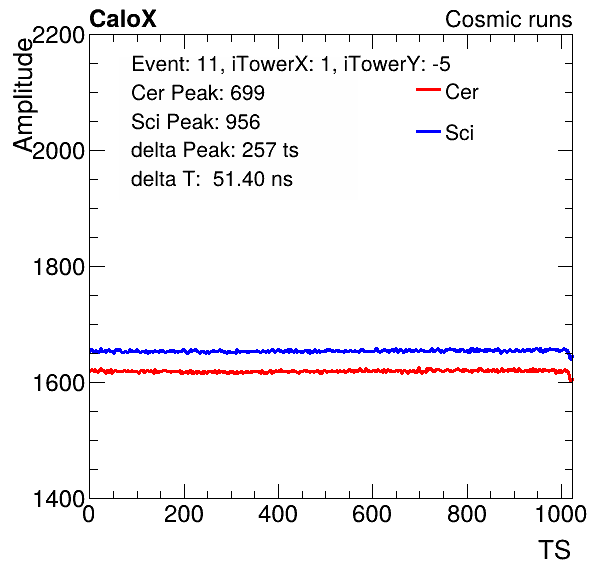 CaloX Cosmic runs
Amplitude
2200
2000
1800
1600
1400
Event: 11, iTowerX: 1, iTowerY: -5
Cer Peak: 699
Sci Peak: 956
delta Peak: 257 ts
delta T: 51.40 ns
Cer
Sci
0 200 400 600 800 1000
TS